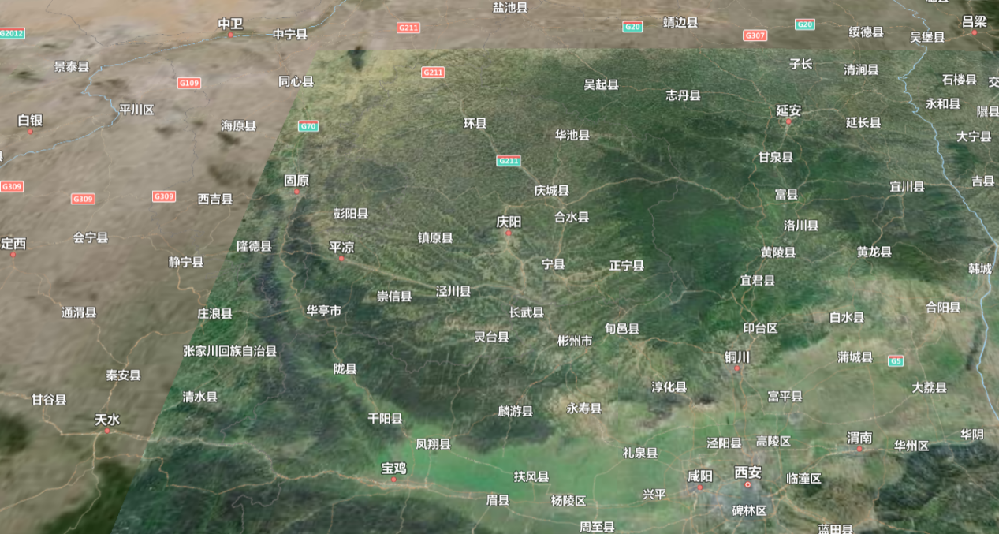 盐池县
吕梁
中卫
G211
G20
靖边县
G20
绥德县
G2012
中宁县
G307
吴堡县
景泰县
G211
子长
清涧县
G109
同心县
吴起县
石楼县
交
志丹县
永和县
平川区
延安
隰县
白银
海原县
G70
环县
延长县
华池县
大宁县
甘泉县
G211
固原
吉县
G309
G309
G309
西吉县
庆城县
富县
宜川县
彭阳县
合水县
庆阳
洛川县
会宁县
镇原县
定西
隆德县
平凉
黄陵县
黄龙县
静宁县
宁县
正宁县
韩城
宜君县
崇信县
泾川县
通渭县
庄浪县
华亭市
长武县
合阳县
白水县
旬邑县
印台区
灵台县
彬州市
张家川回族自治县
铜川
蒲城县
G5
陇县
秦安县
淳化县
大荔县
甘谷县
清水县
富平县
麟游县
永寿县
天水
千阳县
凤翔县
泾阳县
高陵区
渭南
华州区
华阴
礼泉县
宝鸡
扶风县
咸阳
西安
临潼区
眉县
杨陵区
兴平
碑林区
周至县
蓝田县